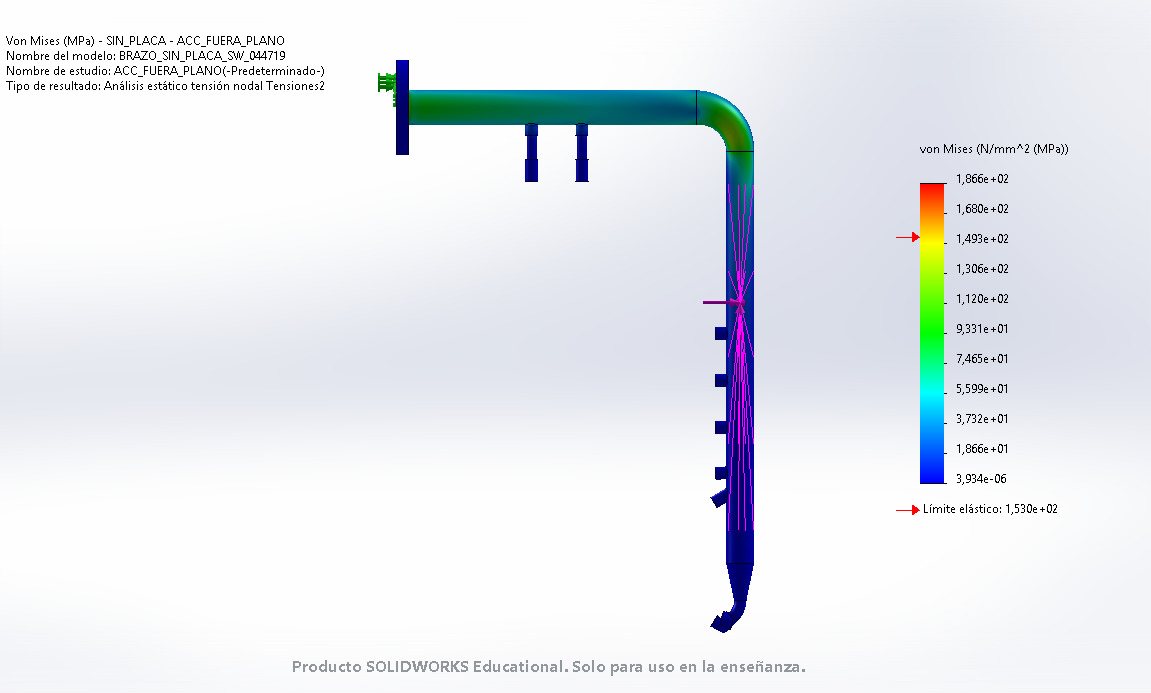 Von Mises (MPa) - SIN_PLACA - ACC_FUERA_PLANO
Nombre del modelo: BRAZO_SIN_PLACA_SW_044719
Nombre de estudio: ACC_FUERA_PLANO(-Predeterminado-)
Tipo de resultado: Análisis estático tensión nodal Tensiones2
von Mises (N/mm^2 (MPa))
1,866e+02
1,680e+02
1,493e+02
1,306e+02
1,120e+02
9,331e+01
7,465e+01
5,599e+01
3,732e+01
1,866e+01
3,934e-06
Límite elástico: 1,530e+02
Producto SOLIDWORKS Educational. Solo para uso en la enseñanza.